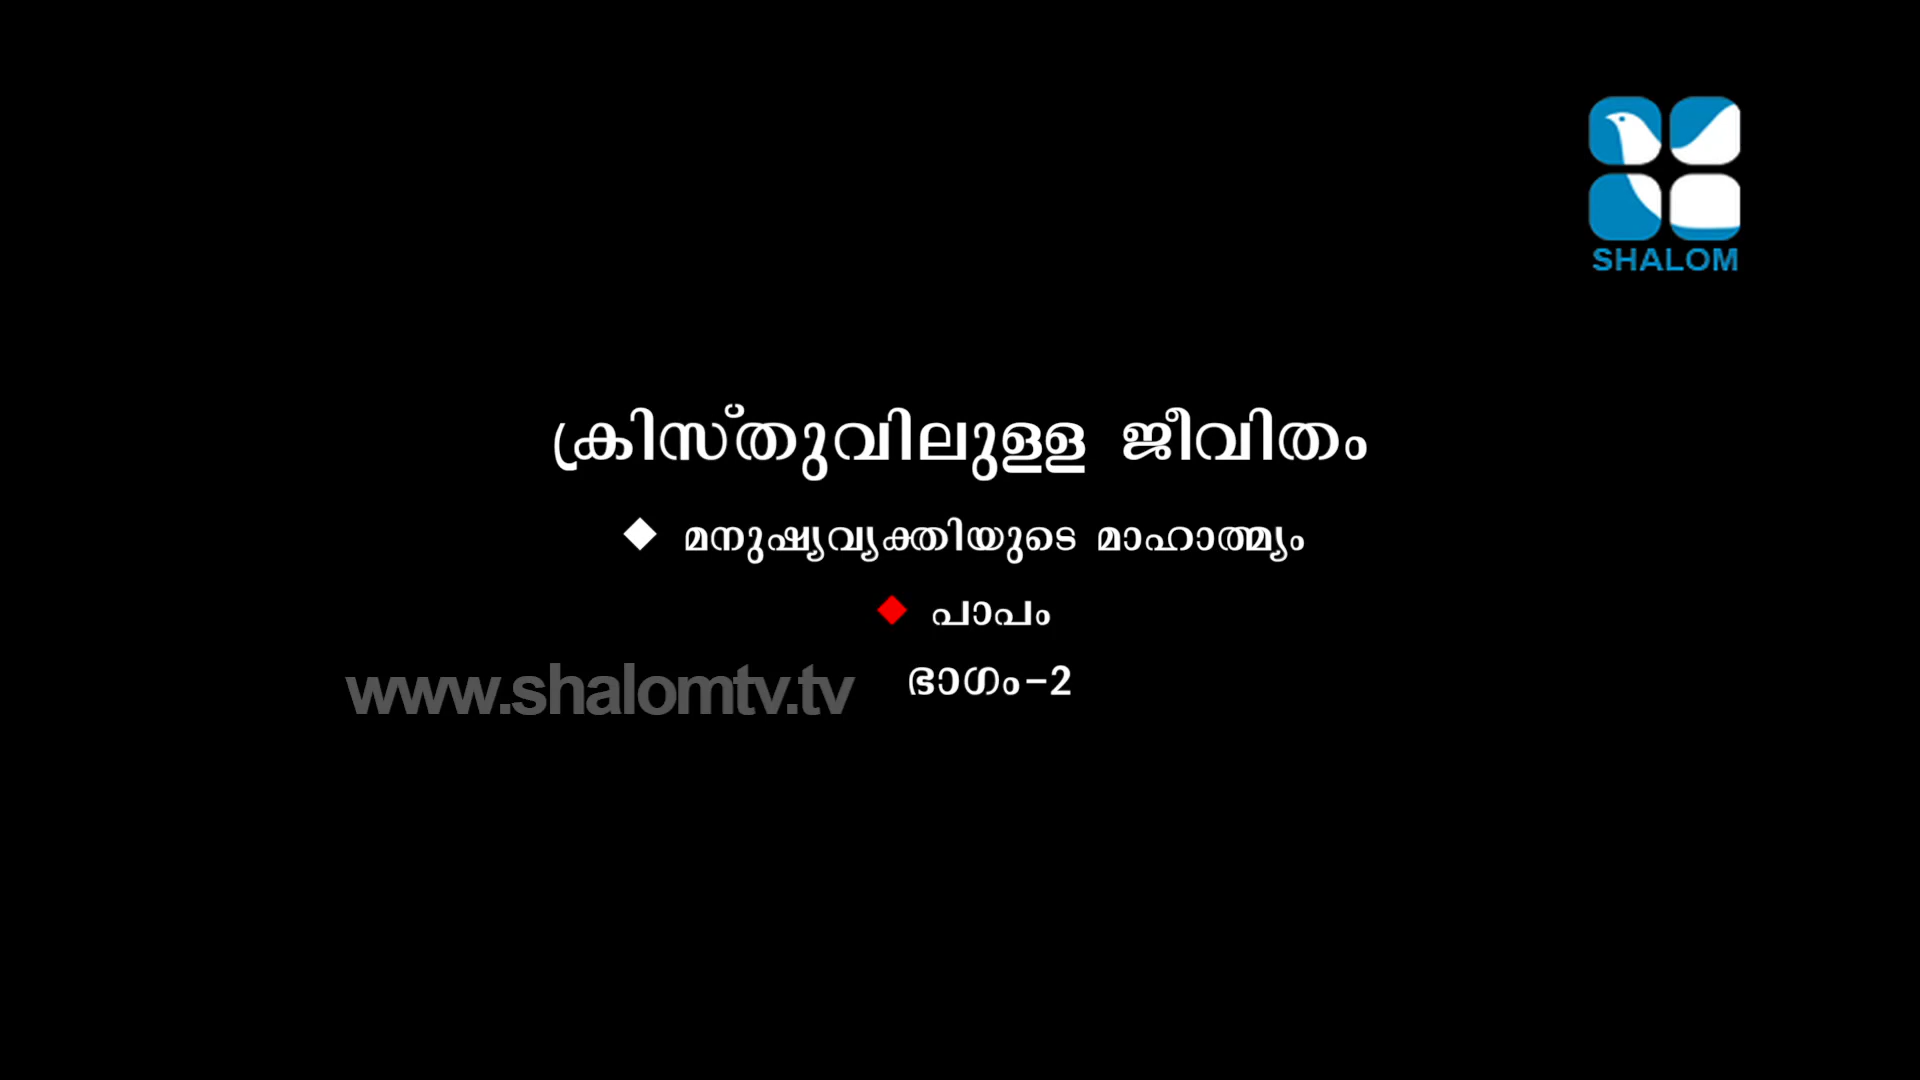 SHALOM
ക്രിസ്തുവിലുള്ള ജീവിതം
◆ മനുഷ്യവ്യക്തിയുടെ മാഹാത്മ്യം
◆ പാപം
www.shalomtv.tv
ഭാഗം-2